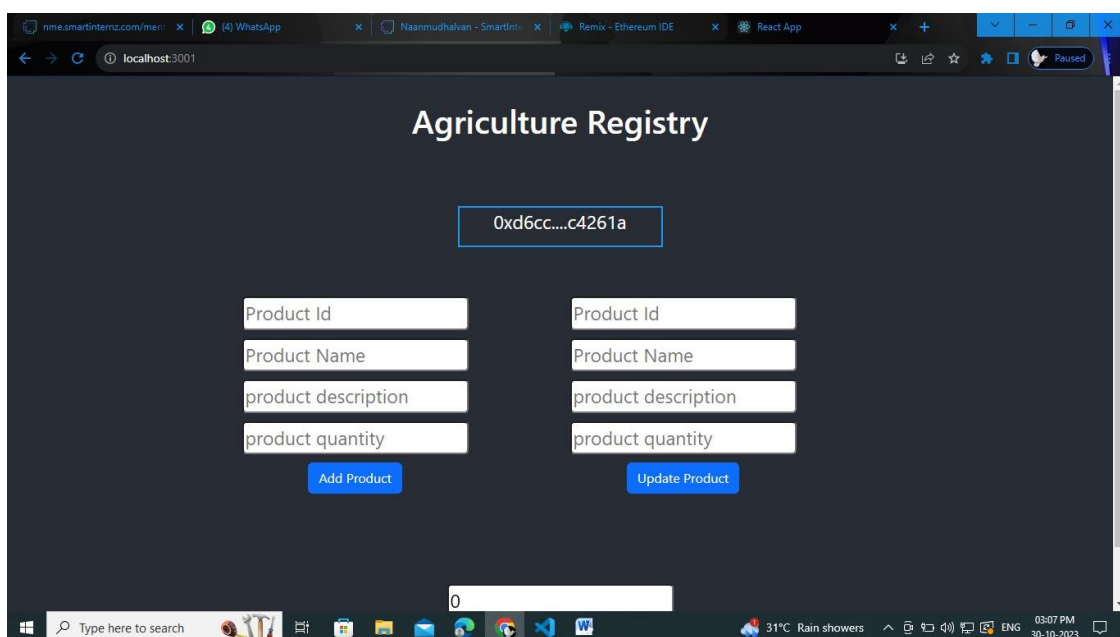 nme.smartinternz.com/men
(4) WhatsApp
Naanmudhalvan - SmartInte
Remix - Ethereum IDE
React App
localhost:3001
Paused
Agriculture Registry
0xd6cc....c4261a
Product Id
Product Name
product description
product quantity
Add Product
Product Id
Product Name
product description
product quantity
Update Product
0
Type here to search
31°C Rain showers
ENG
03:07 PM
30-10-2023